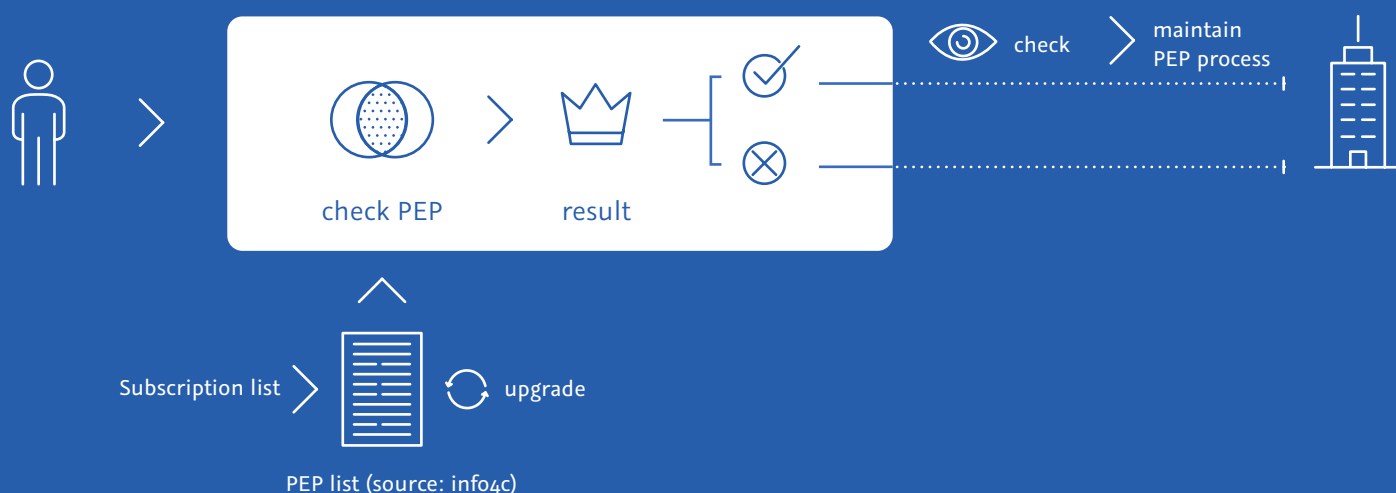 check
maintain
PEP process
check PEP
result
Subscription list
upgrade
PEP list (source: info4c)